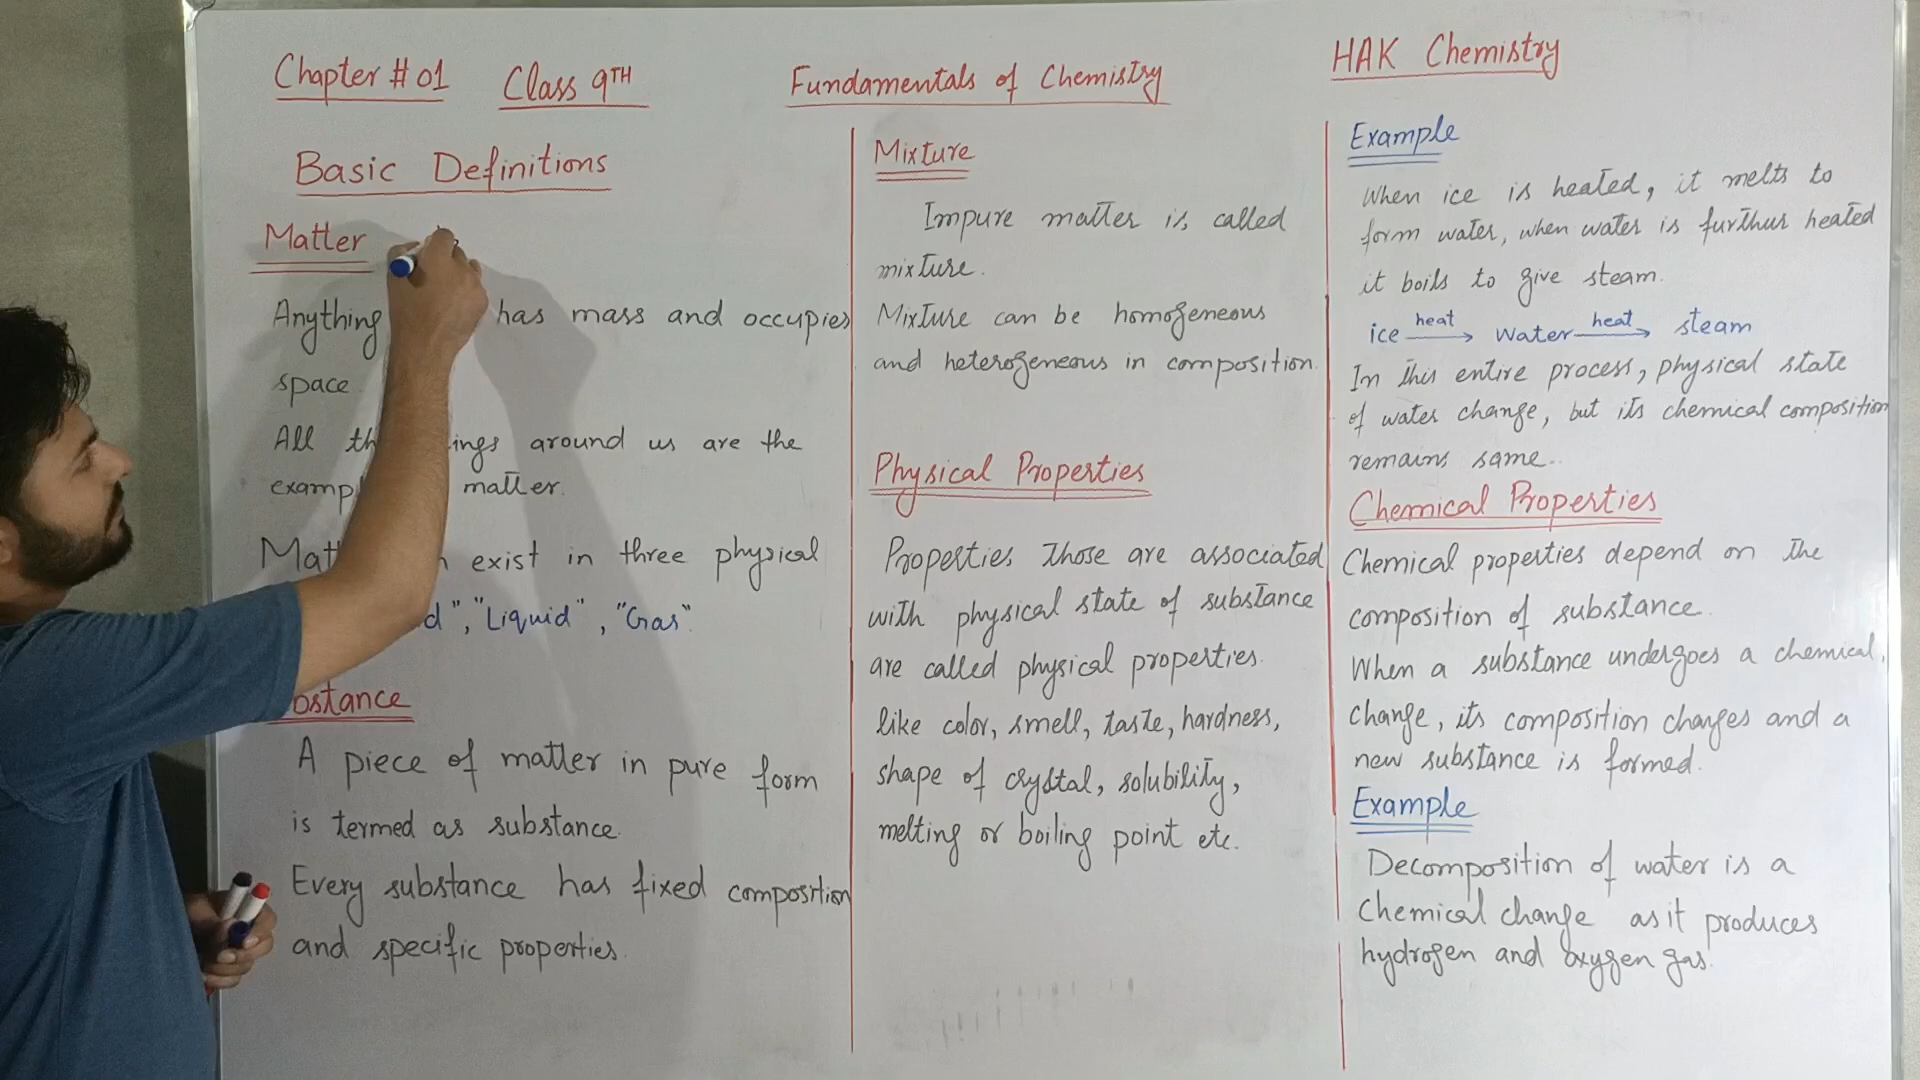 Chapter # 01 Class 9TH
Fundamentals of Chemistry
HAK Chemistry
Basic Definitions
Matter
Anything has mass and occupies
space
All ings around us are the
matter.
exist in three physical
"Liquid", "Gas".
bstance
A piece of matter in pure form
is termed as substance.
Every substance has fixed composition
and specific properties.
Mixture
Impure matter is called
mixture.
Mixture can be homogeneous
and heterogeneous in composition.
Physical Properties
Properties those are associated
with physical state of substance
are called physical properties.
like color, smell, taste, hardness,
shape of crystal, solubility,
melting or boiling point etc.
Example
When ice is heated, it melts to
form water, when water is furthur heated
it boils to give steam.
ice heat→ water heat→ steam
In this entire process, physical state
of water change, but its chemical composition
remains same..
Chemical Properties
Chemical properties depend on the
composition of substance.
When a substance undergoes a chemical,
change, its composition changes and a
new substance is formed.
Example
Decomposition of water is a
chemical change as it produces
hydrogen and oxygen gas.